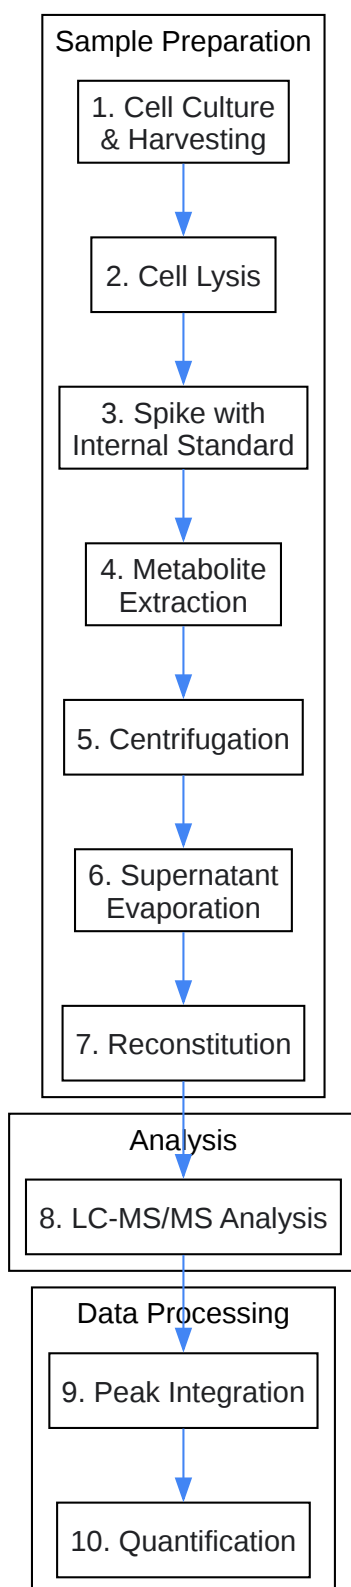 Sample Preparation
1. Cell Culture
& Harvesting
2. Cell Lysis
3. Spike with
Internal Standard
4. Metabolite
Extraction
5. Centrifugation
6. Supernatant
Evaporation
7. Reconstitution
Analysis
8. LC-MS/MS Analysis
Data Processing
9. Peak Integration
10. Quantification